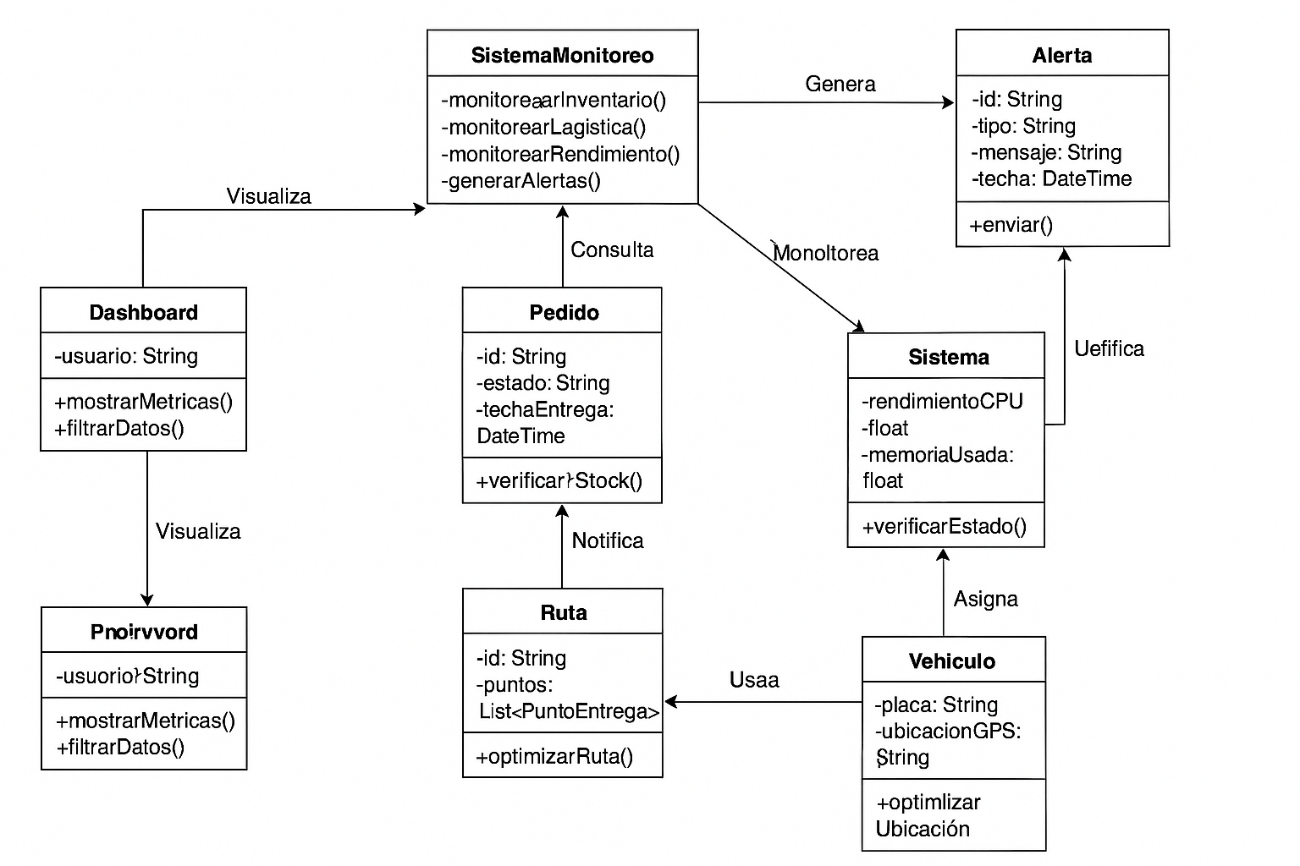 SistemaMonitoreo
-monitoreaarInventario()
-monitorearLagistica()
-monitorearRendimiento()
-generarAlertas()
Genera
Alerta
-id: String
-tipo: String
-mensaje: String
-techa: DateTime
+enviar()
Visualiza
Consulta
Monoltorea
Dashboard
-usuario: String
+mostrarMetricas()
+filtrarDatos()
Pedido
-id: String
-estado: String
-techaEntrega:
DateTime
+verificar}Stock()
Sistema
-rendimientoCPU
-float
-memoriaUsada:
float
+verificarEstado()
Uefifica
Visualiza
Notifica
Asigna
Pnoirvvord
-usuorio}String
+mostrarMetricas()
+filtrarDatos()
Ruta
-id: String
-puntos:
List<PuntoEntrega>
+optimizarRuta()
Usaa
Vehiculo
-placa: String
-ubicacionGPS:
String
+optimlizar
Ubicación